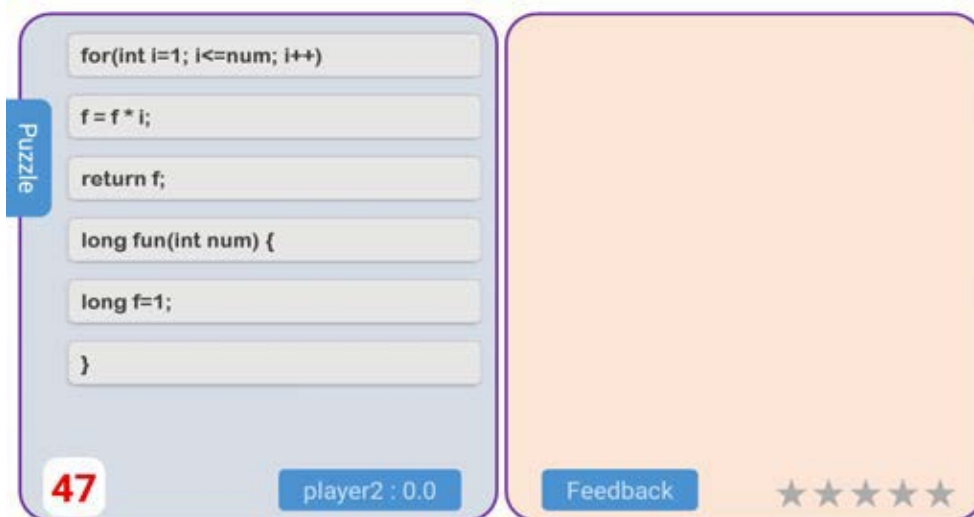 for(int i=1; i<=num; i++)
f = f * i;
Puzzle
return f;
long fun(int num) {
long f=1;
}
47
player2 : 0.0
Feedback